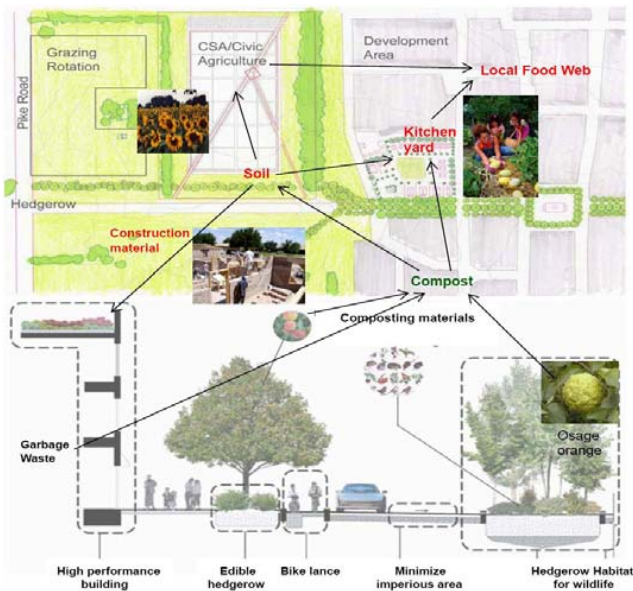 Grazing
Rotation
CSA/Civic
Agriculture
Development
Area
Local Food Web
Pike Road
Kitchen
yard
Soil
Hedgerow
Construction
material
Compost
Composting materials
Garbage
Waste
Osage
orange
High performance
building
Edible
hedgerow
Bike lance
Minimize
imperious area
Hedgerow Habitat
for wildlife